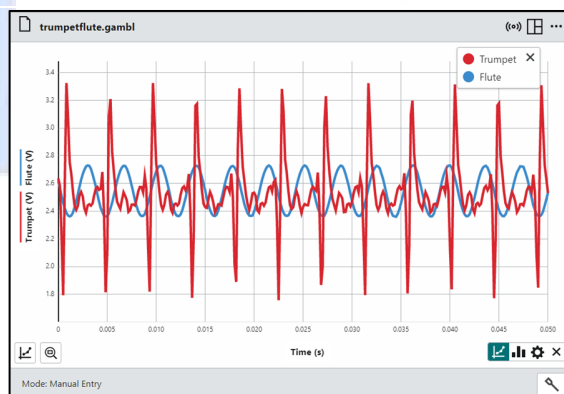 trumpetflute.gambl
Trumpet
Flute
Trumpet (V) Flute (V)
3.4
3.2
3.0
2.8
2.6
2.4
2.2
2.0
1.8
0 0.005 0.010 0.015 0.020 0.025 0.030 0.035 0.040 0.045 0.050
Time (s)
Mode: Manual Entry